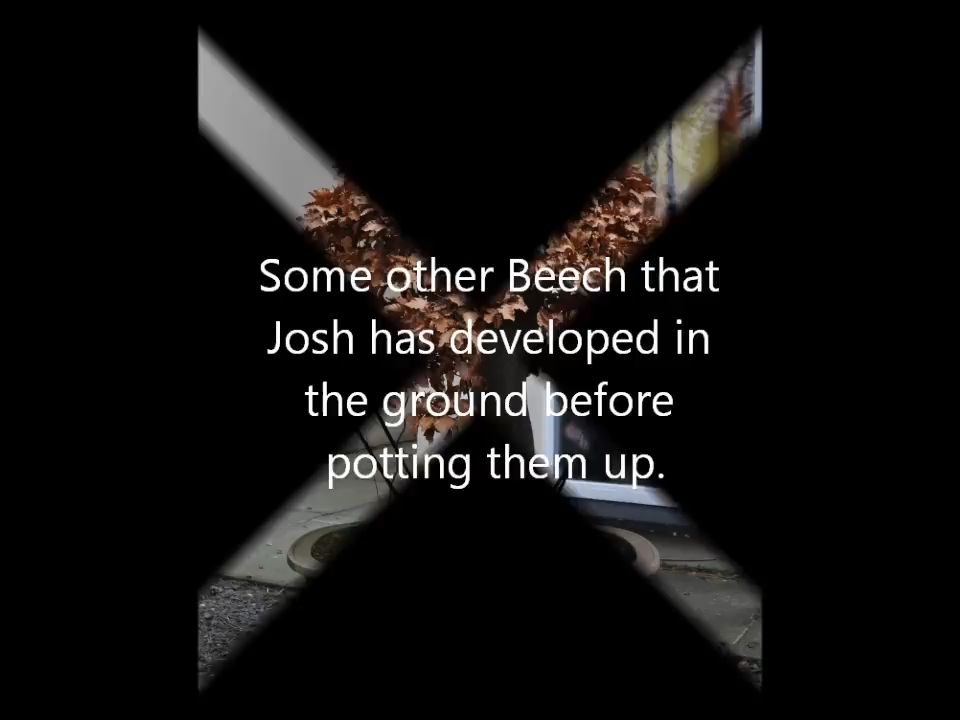 Some other Beech that
Josh has developed in
the ground before
potting them up.